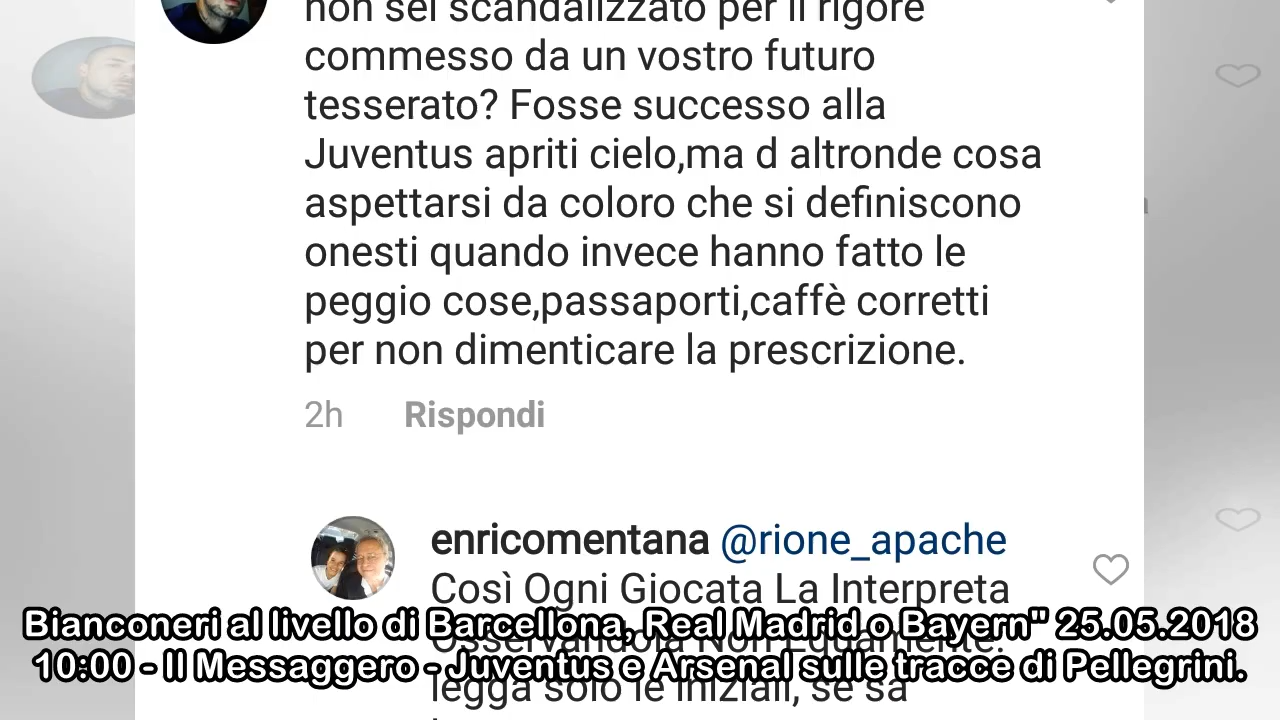 non sei scandalizzato per il rigore
commesso da un vostro futuro
tesserato? Fosse successo alla
Juventus apriti cielo,ma d altronde cosa
aspettarsi da coloro che si definiscono
onesti quando invece hanno fatto le
peggio cose,passaporti,caffè corretti
per non dimenticare la prescrizione.
2h Rispondi
enricomentana @rione_apache
Così Ogni Giocata La Interpreta
Osservandola Non Equamente.
legga solo le iniziali, se sa
Bianconeri al livello di Barcellona, Real Madrid o Bayern" 25.05.2018
10:00 - Il Messaggero - Juventus e Arsenal sulle tracce di Pellegrini.